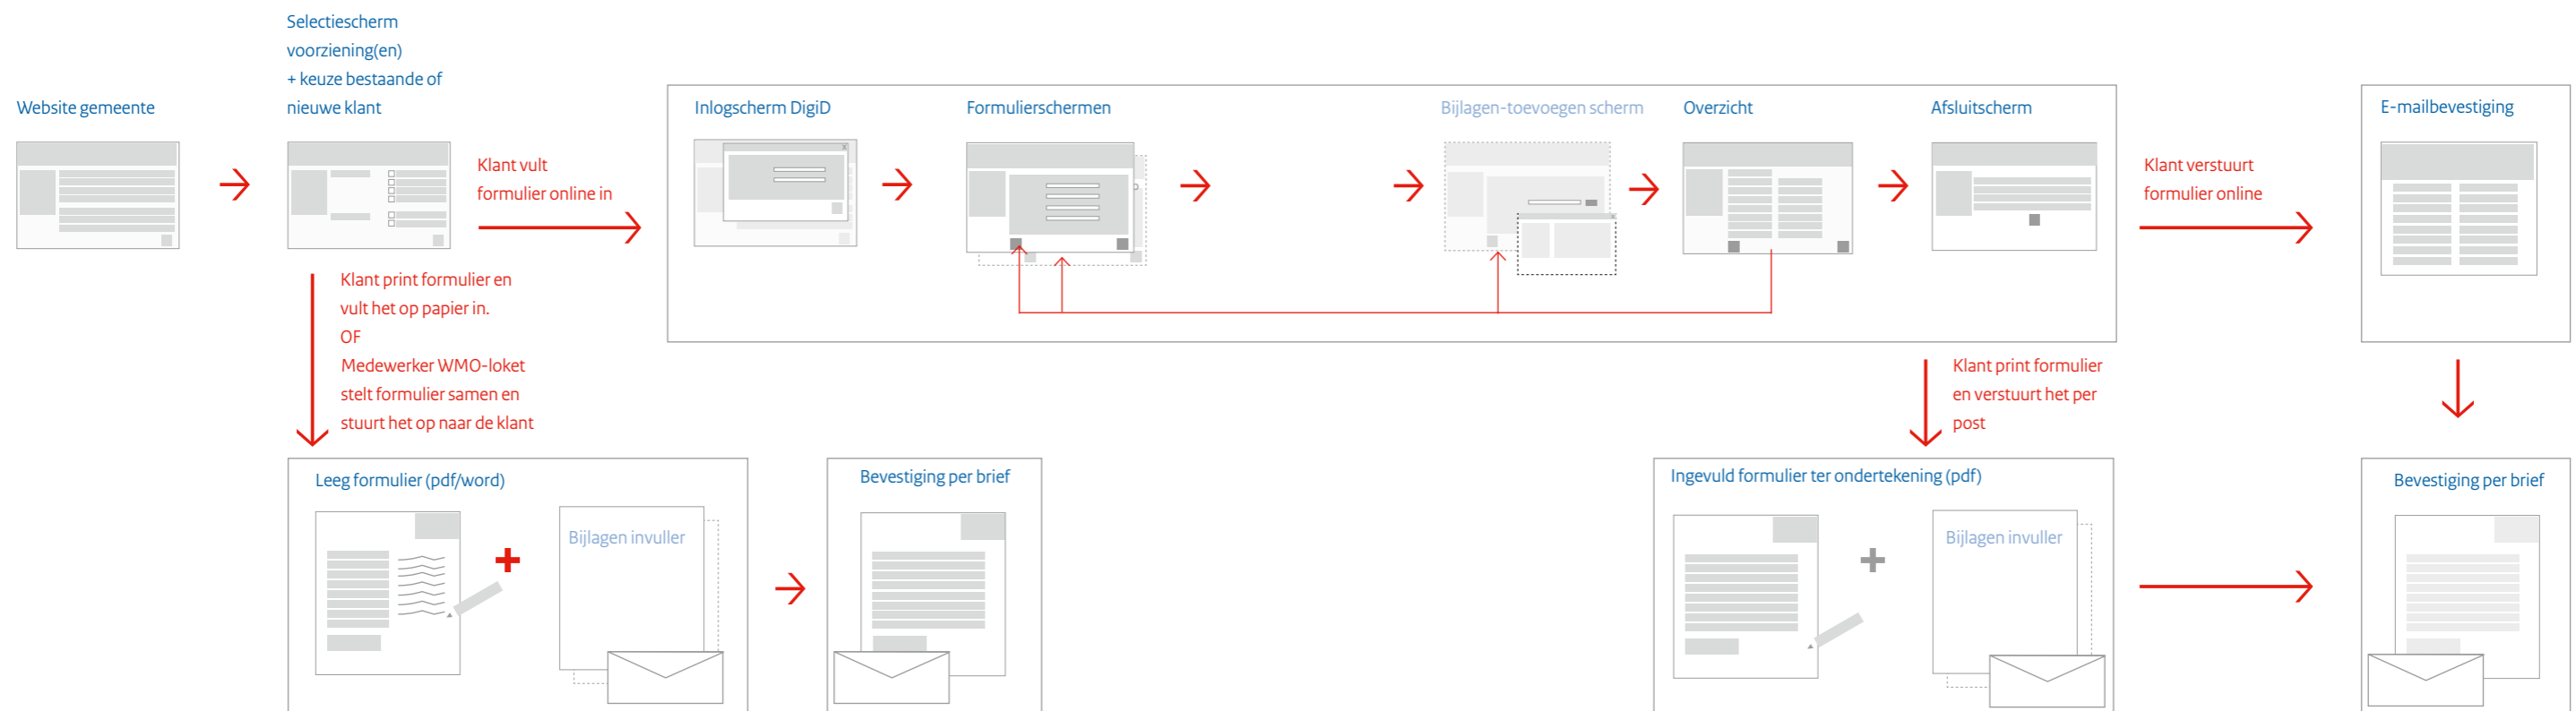 Selectiescherm
voorziening(en)
+ keuze bestaande of
nieuwe klant
Website gemeente
Inlogscherm DigiD
Formulierschermen
Bijlagen-toevoegen scherm
Overzicht
Afsluitscherm
E-mailbevestiging
Klant vult
formulier online in
Klant verstuurt
formulier online
Klant print formulier en
vult het op papier in.
OF
Medewerker WMO-loket
stelt formulier samen en
stuurt het op naar de klant
Klant print formulier
en verstuurt het per
post
Leeg formulier (pdf/word)
Bijlagen invuller
Bevestiging per brief
Ingevuld formulier ter ondertekening (pdf)
Bijlagen invuller
Bevestiging per brief